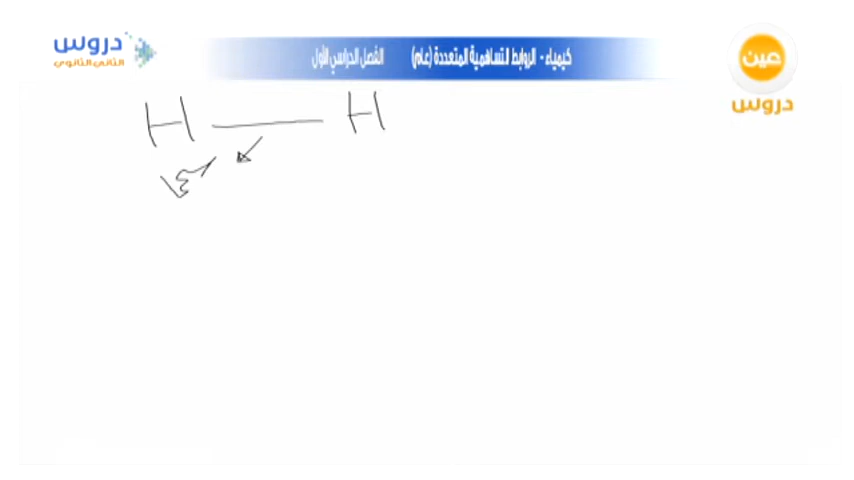 دروس
الثاني الثانوي
كيمياء - الروابط التساهمية المتعددة (عام) الفصل الدراسي الأول
عين
دروس
H — H